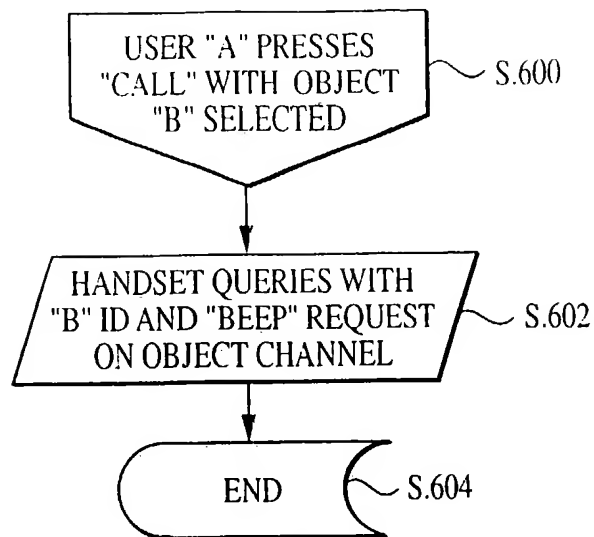 USER "A" PRESSES
"CALL" WITH OBJECT
"B" SELECTED
S.600
HANDSET QUERIES WITH
"B" ID AND "BEEP" REQUEST
ON OBJECT CHANNEL
S.602
END
S.604